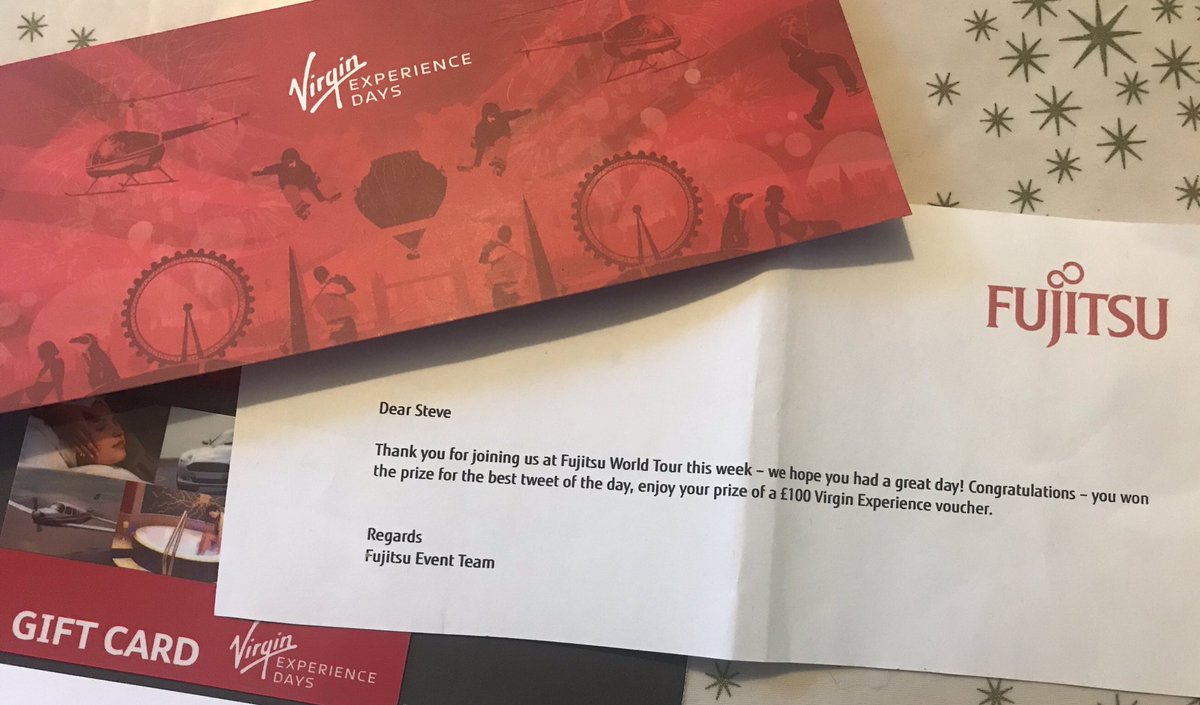 Virgin EXPERIENCE
DAYS
FUJITSU
Dear Steve
Thank you for joining us at Fujitsu World Tour this week – we hope you had a great day! Congratulations – you won
the prize for the best tweet of the day, enjoy your prize of a £100 Virgin Experience voucher.
Regards
Fujitsu Event Team
GIFT CARD
Virgin EXPERIENCE
DAYS